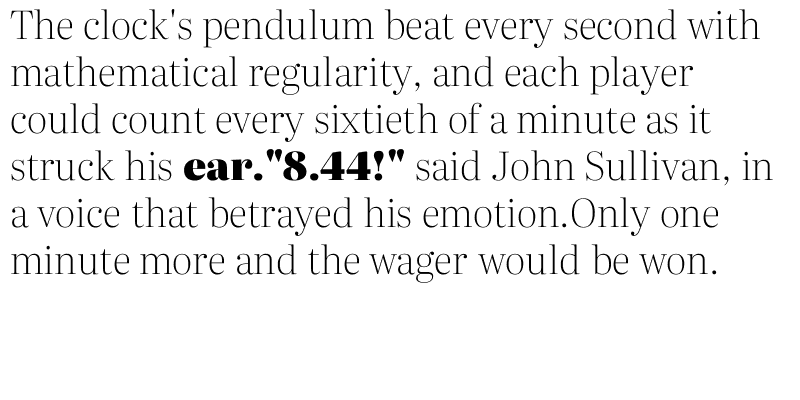 The clock's pendulum beat every second with
mathematical regularity, and each player
could count every sixtieth of a minute as it
struck his ear."8.44!" said John Sullivan, in
a voice that betrayed his emotion.Only one
minute more and the wager would be won.